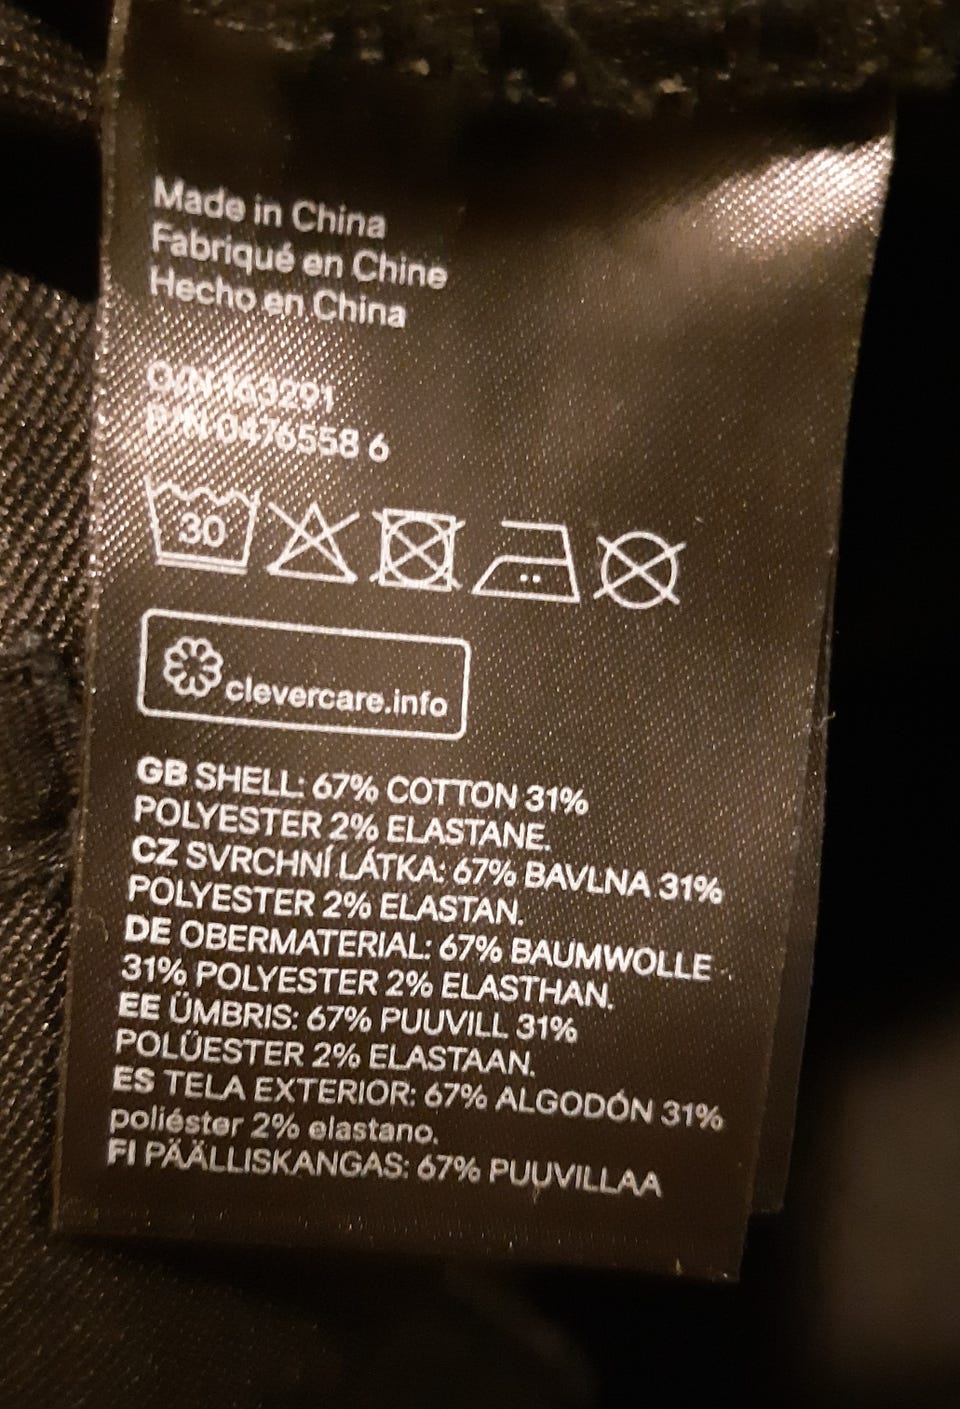 Made in China
Fabriqué en Chine
Hecho en China
O/N 163291
P/N 0476558 6
30
clevercare.info
GB SHELL: 67% COTTON 31%
POLYESTER 2% ELASTANE.
CZ SVRCHNÍ LÁTKA: 67% BAVLNA 31%
POLYESTER 2% ELASTAN.
DE OBERMATERIAL: 67% BAUMWOLLE
31% POLYESTER 2% ELASTHAN.
EE ÜMBRIS: 67% PUUVILL 31%
POLÜESTER 2% ELASTAAN.
ES TELA EXTERIOR: 67% ALGODÓN 31%
poliéster 2% elastano.
FI PÄÄLLISKANGAS: 67% PUUVILLAA